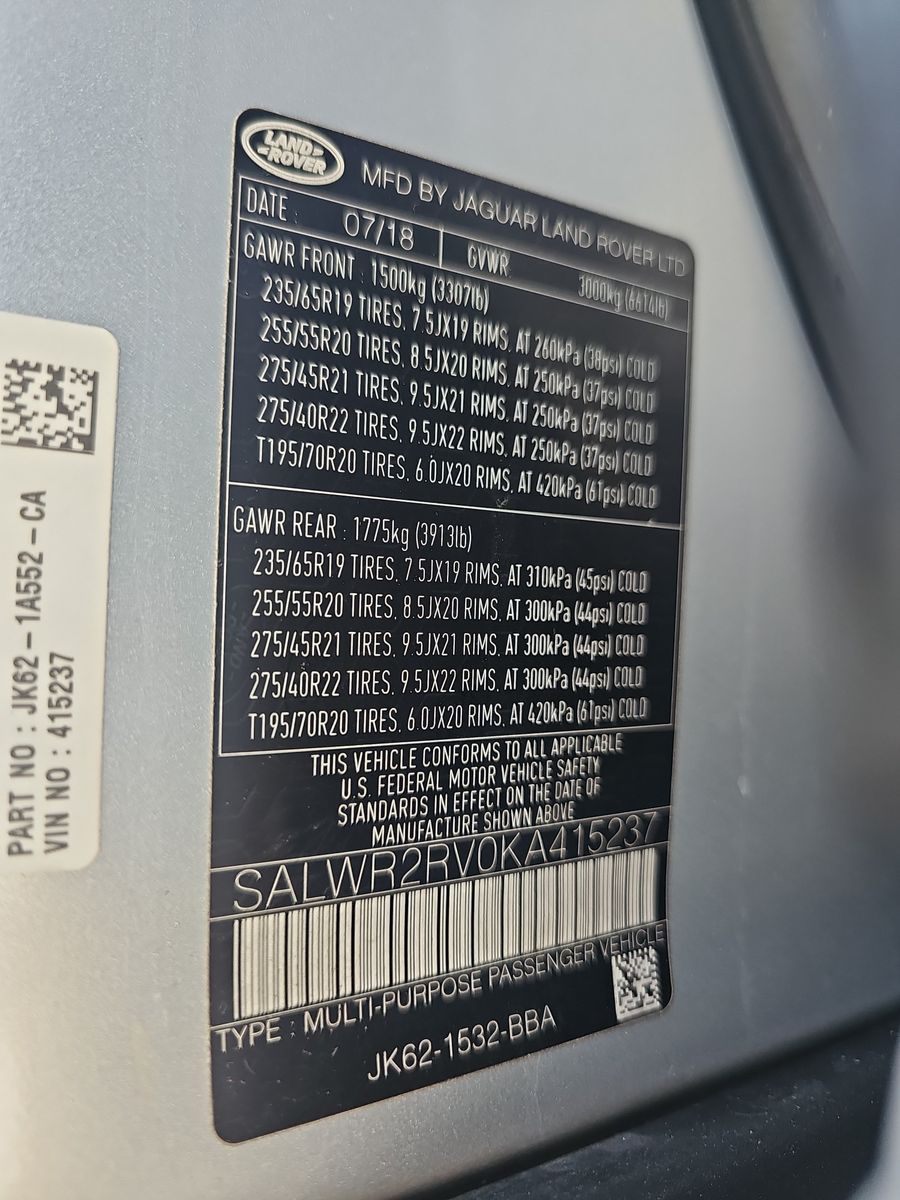 LAND ROVER
MFD BY JAGUAR LAND ROVER LTD
DATE : 07/18 GVWR 3000kg (6614lb)
GAWR FRONT : 1500kg (3307lb)
235/65R19 TIRES, 7.5JX19 RIMS, AT 260kPa (38psi) COLD
255/55R20 TIRES, 8.5JX20 RIMS, AT 250kPa (37psi) COLD
275/45R21 TIRES, 9.5JX21 RIMS, AT 250kPa (37psi) COLD
275/40R22 TIRES, 9.5JX22 RIMS, AT 250kPa (37psi) COLD
T195/70R20 TIRES, 6.0JX20 RIMS, AT 420kPa (61psi) COLD
GAWR REAR : 1775kg (3913lb)
235/65R19 TIRES, 7.5JX19 RIMS, AT 310kPa (45psi) COLD
255/55R20 TIRES, 8.5JX20 RIMS, AT 300kPa (44psi) COLD
275/45R21 TIRES, 9.5JX21 RIMS, AT 300kPa (44psi) COLD
275/40R22 TIRES, 9.5JX22 RIMS, AT 300kPa (44psi) COLD
T195/70R20 TIRES, 6.0JX20 RIMS, AT 420kPa (61psi) COLD
THIS VEHICLE CONFORMS TO ALL APPLICABLE
U.S. FEDERAL MOTOR VEHICLE SAFETY
STANDARDS IN EFFECT ON THE DATE OF
MANUFACTURE SHOWN ABOVE
SALWR2RV0KA415237
TYPE : MULTI-PURPOSE PASSENGER VEHICLE
JK62-1532-BBA
PART NO : JK62-1A552-CA
VIN NO : 415237